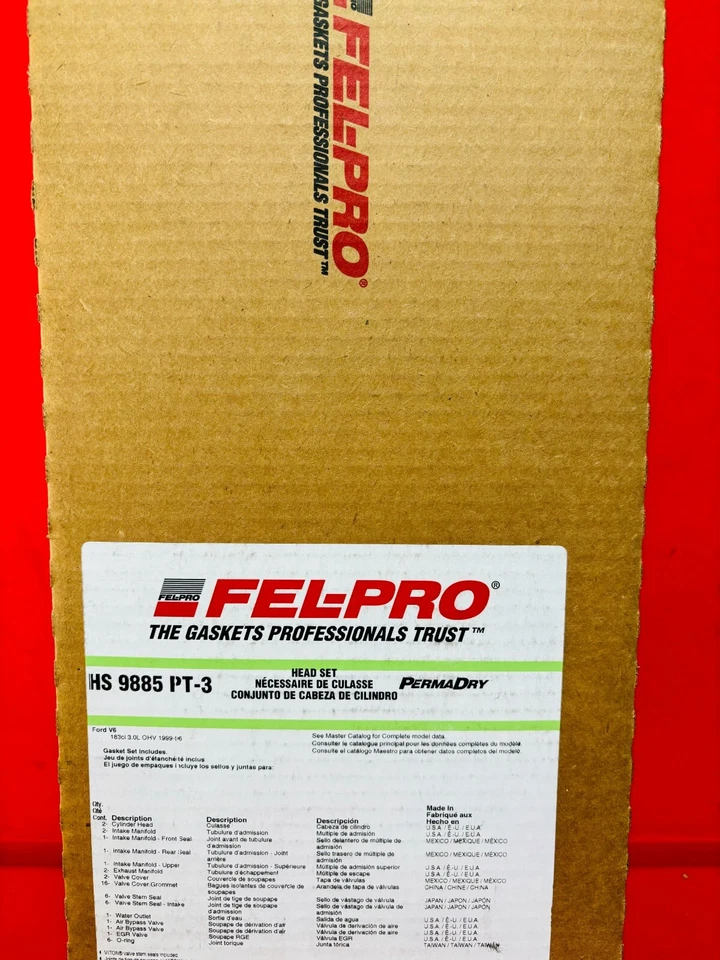 FEL-PRO®
GASKETS PROFESSIONALS TRUST™
FEL-PRO
FEL-PRO®
THE GASKETS PROFESSIONALS TRUST™
HS 9885 PT-3
HEAD SET
NÉCESSAIRE DE CULASSE
CONJUNTO DE CABEZA DE CILINDRO
PERMADRY
Ford V6
183ci 3.0L OHV 1999-06
See Master Catalog for Complete model data.
Consulter le catalogue principal pour les données complètes du modèle.
Consulte el catálogo Maestro para obtener datos completos del modelo.
Gasket Set Includes.
Jeu de joints d'étanchéité inclus
El juego de empaques incluye los sellos y juntas para:
Qty. Qté Cont. Description Description Descripción Made In Fabriqué aux Hecho en
2- Cylinder Head Culasse Cabeza de cilindro U.S.A / É.-U. / E.U.A
2- Intake Manifold Tubulure d'admission Multiple de admisión U.S.A. / É.-U. / E.U.A.
1- Intake Manifold - Front Seal Joint avant de tubulure d'admission Sello delantero de múltiple de admisión MEXICO / MEXIQUE / MÉXICO
1- Intake Manifold - Rear Seal Tubulure d'admission - Joint arrière Sello trasero de múltiple de admisión MEXICO / MEXIQUE / MÉXICO
1- Intake Manifold - Upper Tubulure d'admission - Supérieure Múltiple de admisión superior U.S.A. / É.-U. / E.U.A.
2- Exhaust Manifold Tubulure d'échappement Múltiple de escape U.S.A. / É.-U. / E.U.A.
2- Valve Cover Couvercle de soupapes Tapa de válvulas MEXICO / MEXIQUE / MÉXICO
16- Valve Cover Grommet Bagues isolantes de couvercle de soupapes Arandela de tapa de válvulas CHINA / CHINE / CHINA
6- Valve Stem Seal Joint de tige de soupape Sello de vástago de válvula JAPAN / JAPON / JAPÓN
6- Valve Stem Seal - Intake Joint de tige de soupape d'admission Sello de vástago de válvula de admisión JAPAN / JAPON / JAPÓN
1- Water Outlet Sortie d'eau Salida de agua U.S.A. / É.-U. / E.U.A.
1- Air Bypass Valve Soupape de dérivation d'air Válvula de derivación de aire U.S.A. / É.-U. / E.U.A.
1- Air Bypass Valve Soupape de dérivation d'air Válvula de derivación de aire U.S.A. / É.-U. / E.U.A.
1- EGR Valve Soupape RGE Válvula EGR U.S.A. / É.-U. / E.U.A.
6- O-ring Joint torique Junta tórica TAIWAN / TAIWAN / TAIWÁN
VITON® valve stem seals included.